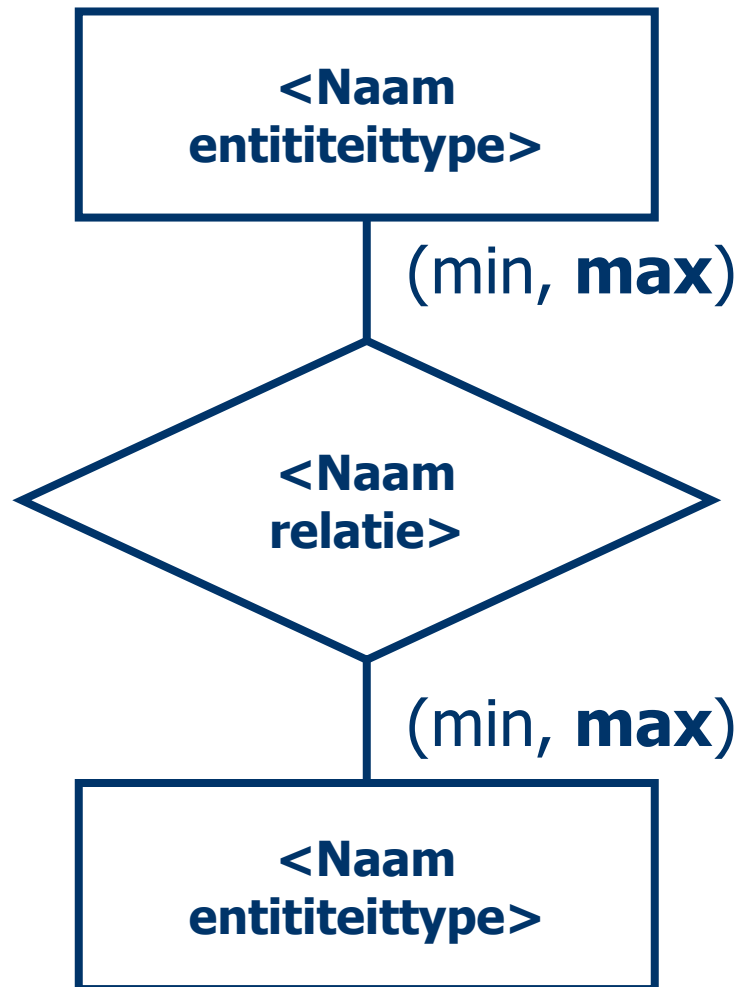 <Naam
entititeittype>
(min, max)
<Naam
relatie>
(min, max)
<Naam
entititeittype>